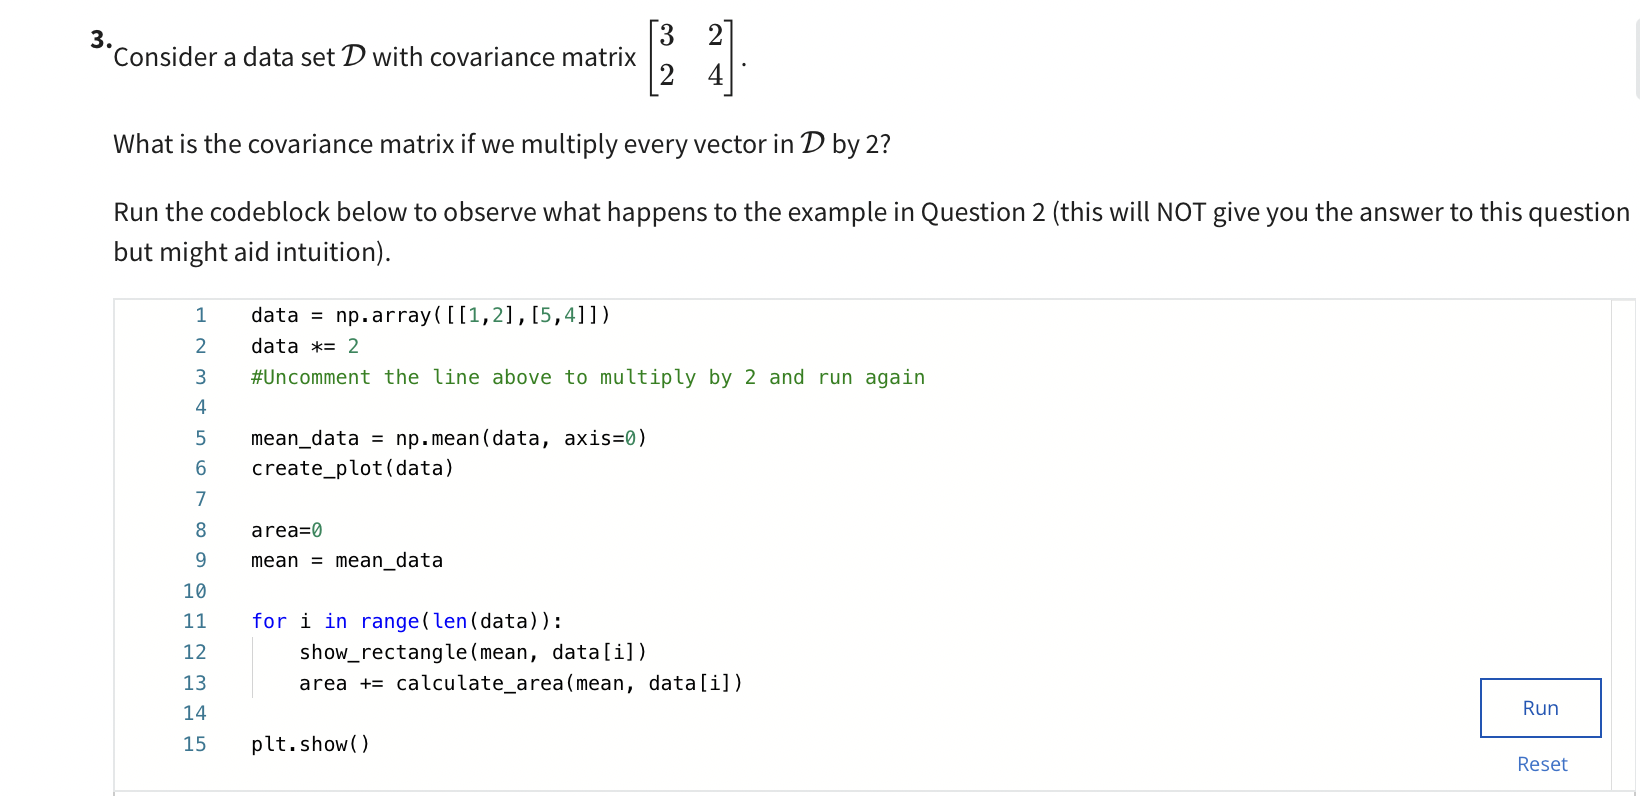 3. Consider a data set 𝒟 with covariance matrix [3 2
2 4].
What is the covariance matrix if we multiply every vector in 𝒟 by 2?
Run the codeblock below to observe what happens to the example in Question 2 (this will NOT give you the answer to this question
but might aid intuition).
1 data = np.array([[1,2],[5,4]])
2 data *= 2
3 #Uncomment the line above to multiply by 2 and run again
4
5 mean_data = np.mean(data, axis=0)
6 create_plot(data)
7
8 area=0
9 mean = mean_data
10
11 for i in range(len(data)):
12 show_rectangle(mean, data[i])
13 area += calculate_area(mean, data[i])
14
15 plt.show()
Run
Reset